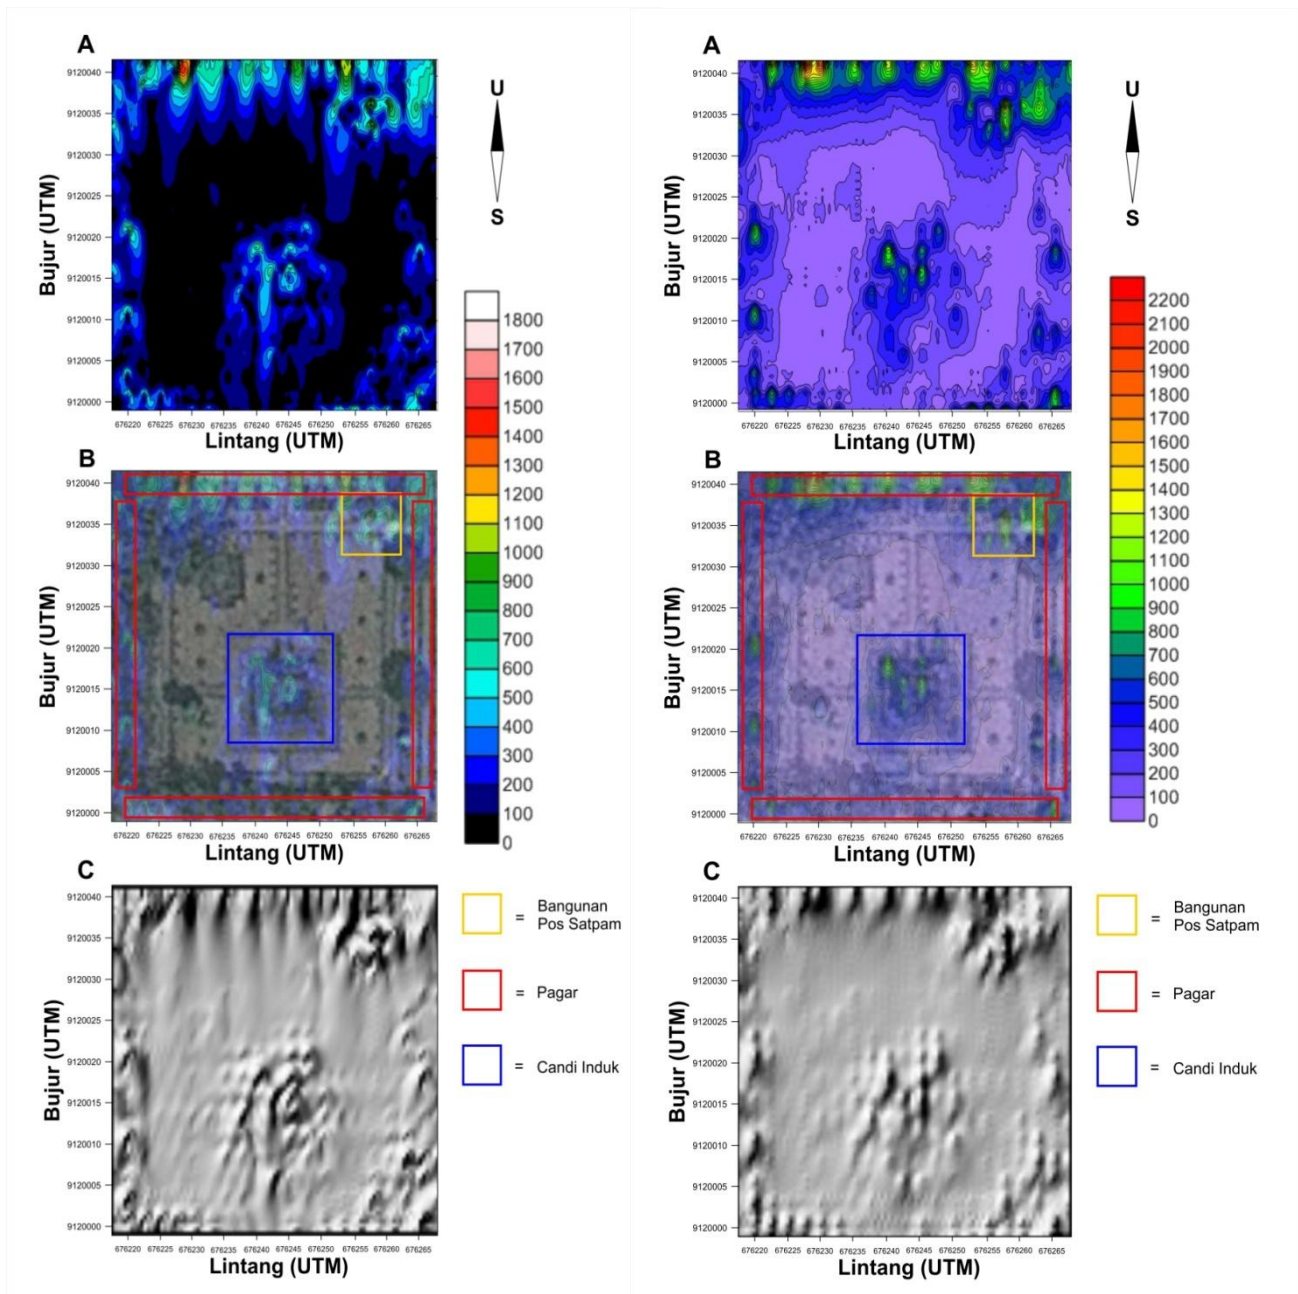 A
9120040
9120035
9120030
9120025
9120020
9120015
9120010
9120005
9120000
Bujur (UTM)
676220 676225 676230 676235 676240 676245 676250 676255 676260 676265
Lintang (UTM)
U
S
B
9120040
9120035
9120030
9120025
9120020
9120015
9120010
9120005
9120000
Bujur (UTM)
676220 676225 676230 676235 676240 676245 676250 676255 676260 676265
Lintang (UTM)
1800
1700
1600
1500
1400
1300
1200
1100
1000
900
800
700
600
500
400
300
200
100
0
C
9120040
9120035
9120030
9120025
9120020
9120015
9120010
9120005
9120000
Bujur (UTM)
676220 676225 676230 676235 676240 676245 676250 676255 676260 676265
Lintang (UTM)
= Bangunan
Pos Satpam
= Pagar
= Candi Induk
A
9120040
9120035
9120030
9120025
9120020
9120015
9120010
9120005
9120000
Bujur (UTM)
676220 676225 676230 676235 676240 676245 676250 676255 676260 676265
Lintang (UTM)
U
S
B
9120040
9120035
9120030
9120025
9120020
9120015
9120010
9120005
9120000
Bujur (UTM)
676220 676225 676230 676235 676240 676245 676250 676255 676260 676265
Lintang (UTM)
2200
2100
2000
1900
1800
1700
1600
1500
1400
1300
1200
1100
1000
900
800
700
600
500
400
300
200
100
0
C
9120040
9120035
9120030
9120025
9120020
9120015
9120010
9120005
9120000
Bujur (UTM)
676220 676225 676230 676235 676240 676245 676250 676255 676260 676265
Lintang (UTM)
= Bangunan
Pos Satpam
= Pagar
= Candi Induk